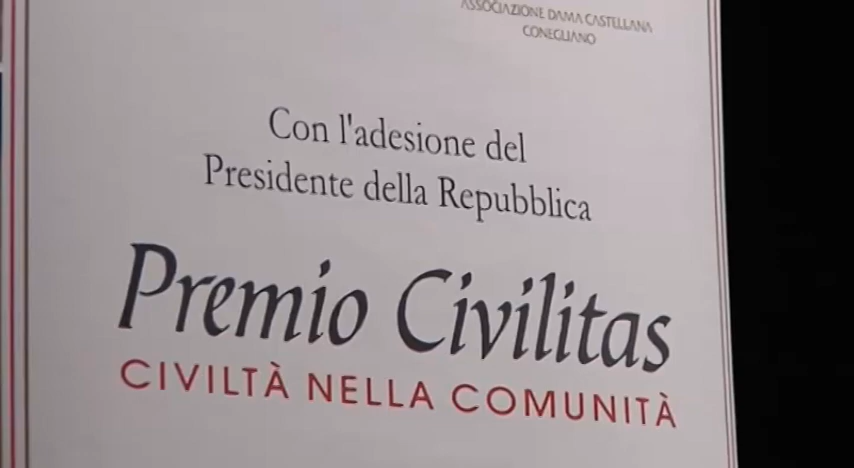 ASSOCIAZIONE DAMA CASTELLANA
CONEGLIANO
Con l'adesione del
Presidente della Repubblica
Premio Civilitas
CIVILTÀ NELLA COMUNITÀ